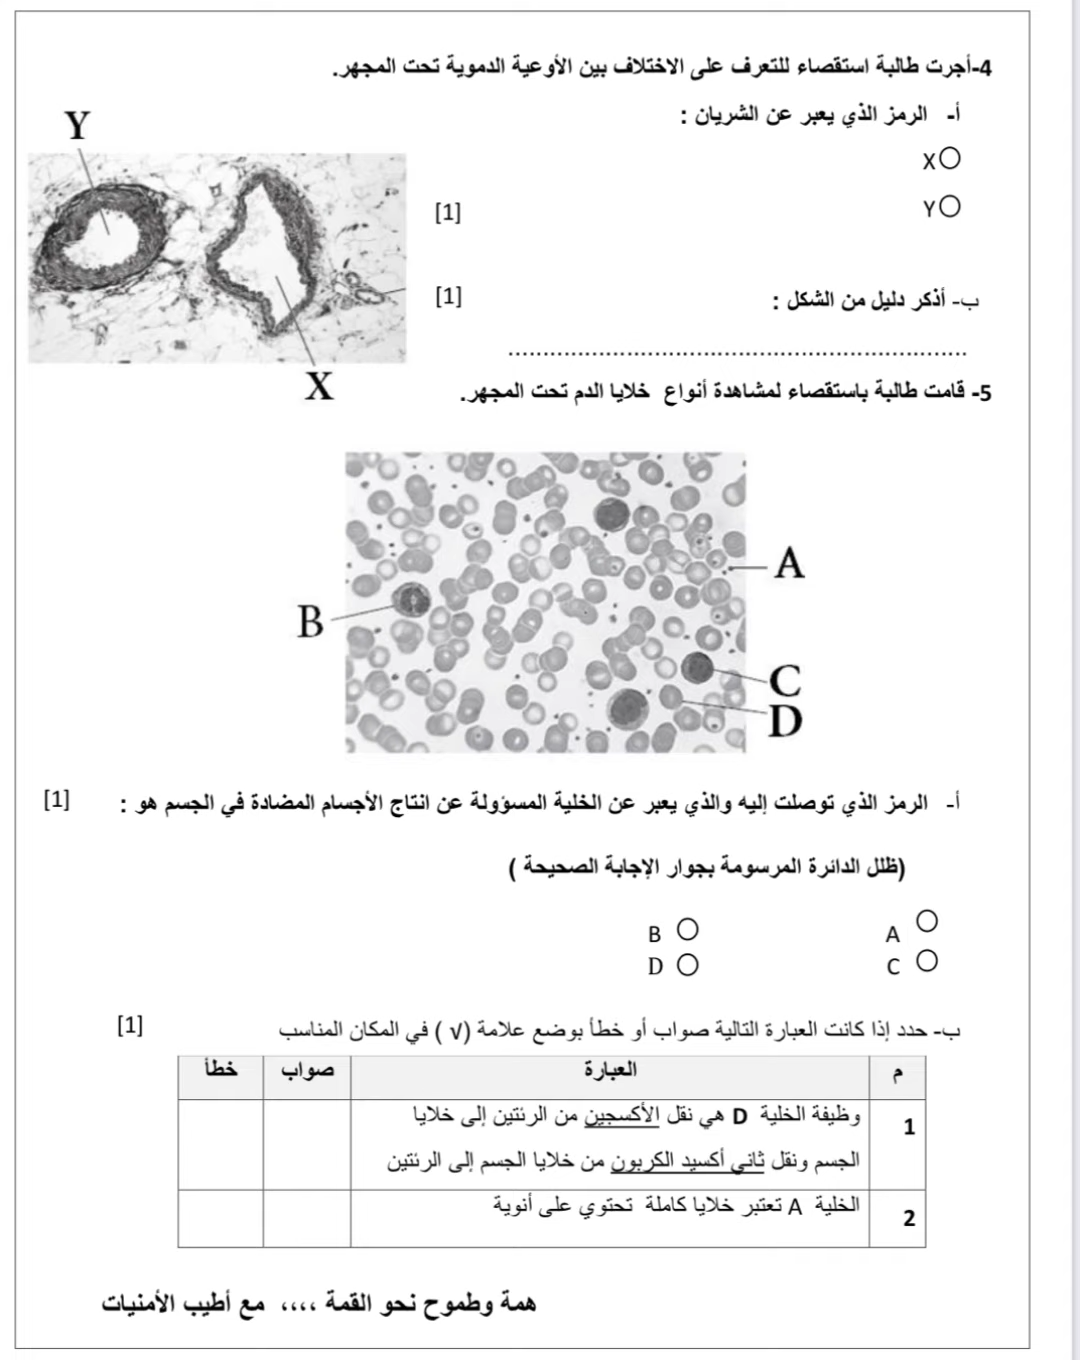 4-أجرت طالبة استقصاء للتعرف على الاختلاف بين الأوعية الدموية تحت المجهر.
أ- الرمز الذي يعبر عن الشريان :
X
Y
[1]
ب- أذكر دليل من الشكل :
[1]
......................................................................
Y
X
5- قامت طالبة باستقصاء لمشاهدة أنواع خلايا الدم تحت المجهر.
A
B
C
D
أ- الرمز الذي توصلت إليه والذي يعبر عن الخلية المسؤولة عن انتاج الأجسام المضادة في الجسم هو : [1]
(ظلل الدائرة المرسومة بجوار الإجابة الصحيحة )
A B
C D
ب- حدد إذا كانت العبارة التالية صواب أو خطأ بوضع علامة (√ ) في المكان المناسب [1]
م العبارة صواب خطأ
1 وظيفة الخلية D هي نقل الأكسجين من الرئتين إلى خلايا
الجسم ونقل ثاني أكسيد الكربون من خلايا الجسم إلى الرئتين
2 الخلية A تعتبر خلايا كاملة تحتوي على أنوية
همة وطموح نحو القمة ،،،، مع أطيب الأمنيات